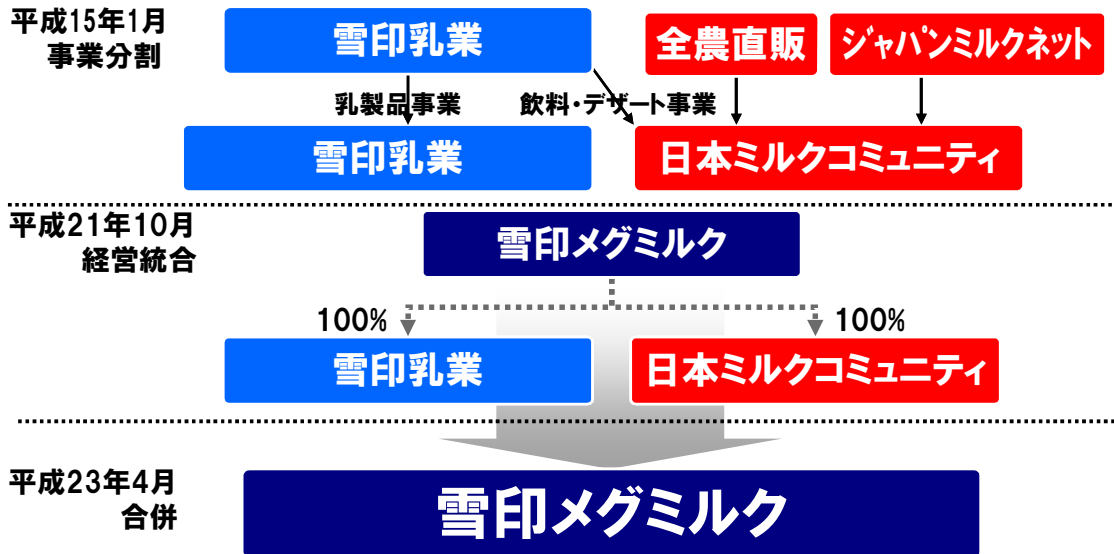 平成15年1月
事業分割
雪印乳業
全農直販
ジャパンミルクネット
乳製品事業
飲料・デザート事業
雪印乳業
日本ミルクコミュニティ
平成21年10月
経営統合
雪印メグミルク
100%
100%
雪印乳業
日本ミルクコミュニティ
平成23年4月
合併
雪印メグミルク